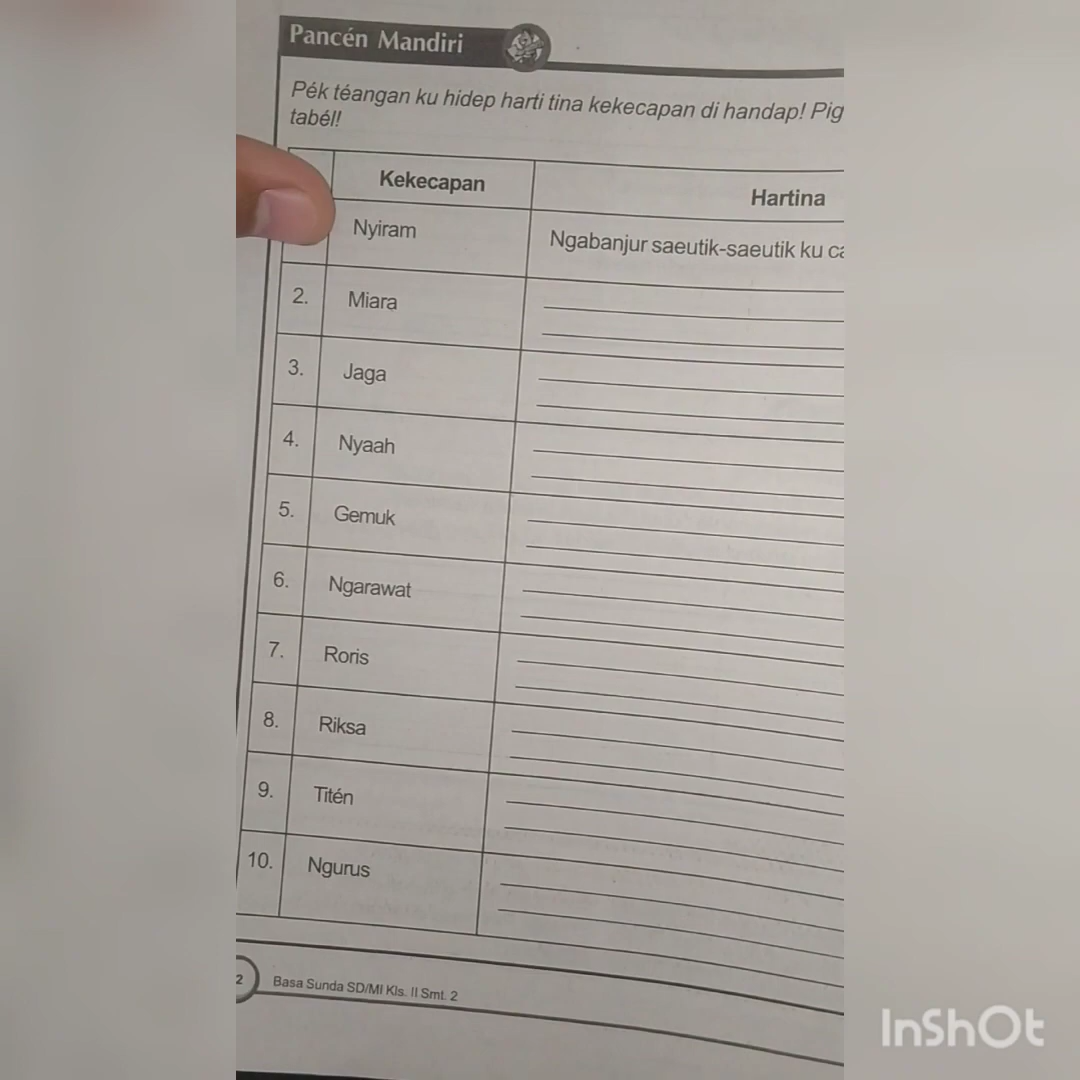 Pancén Mandiri
Pék téangan ku hidep harti tina kekecapan di handap!
tabél!
Kekecapan
Hartina
Nyiram
Ngabanjur saeutik-saeutik ku
2. Miara
3. Jaga
4. Nyaah
5. Gemuk
6. Ngarawat
7. Roris
8. Riksa
9. Titén
10. Ngurus
2
Basa Sunda SD/MI Kls. II Smt. 2
InShOt